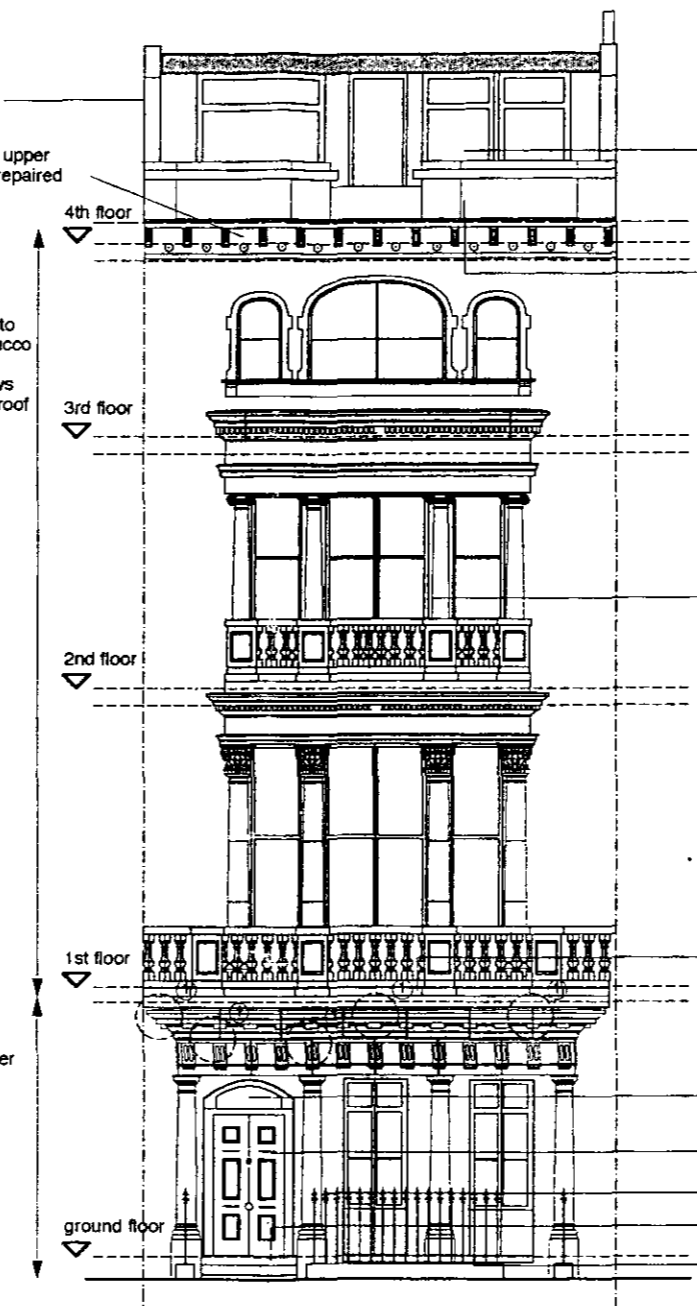 upper
repaired
4th floor
to
ucco
ys
roof
3rd floor
2nd floor
1st floor
er
ground floor